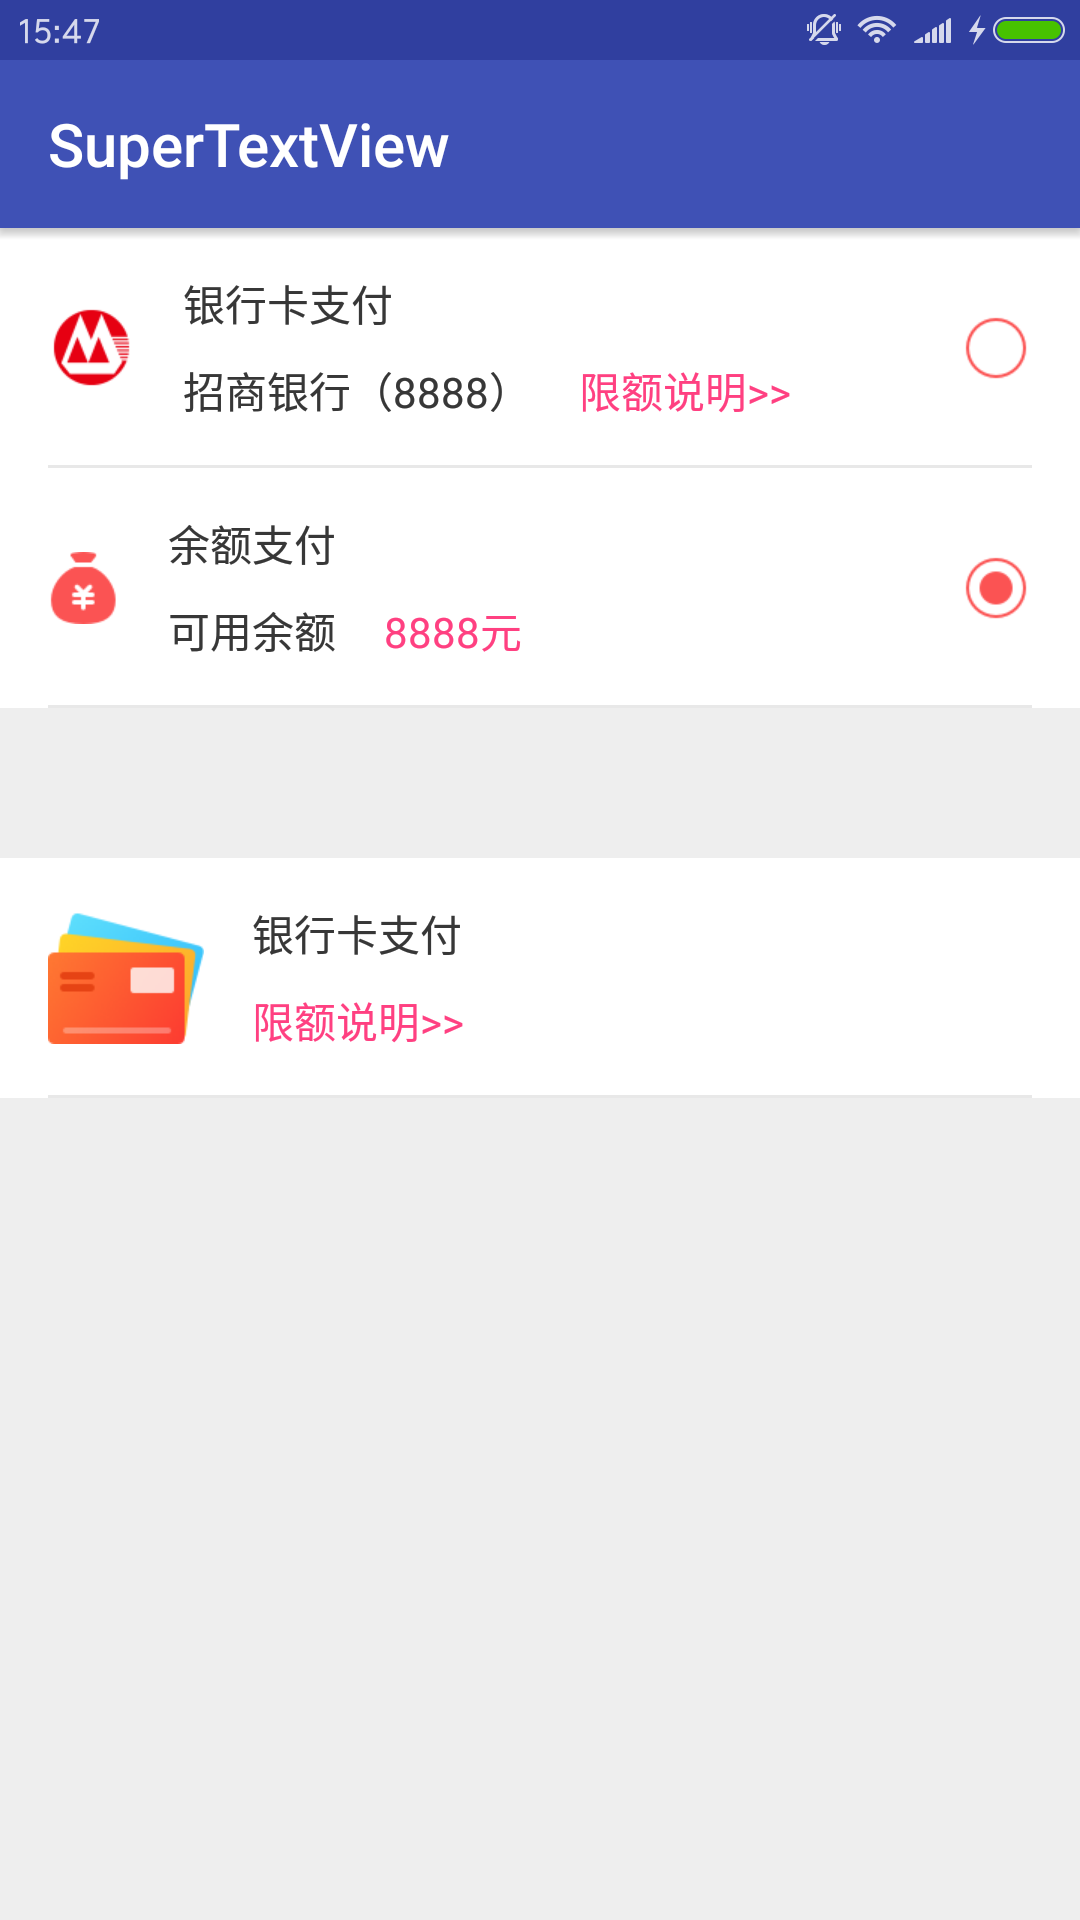 15:47
SuperTextView
银行卡支付
招商银行（8888） 限额说明>>
余额支付
可用余额 8888元
银行卡支付
限额说明>>